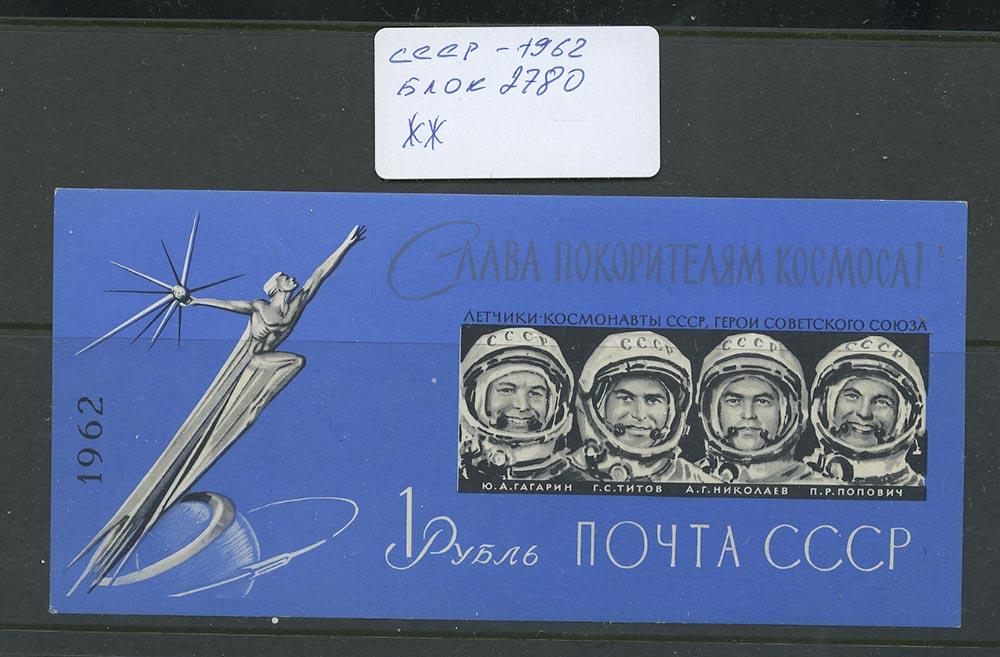 СССР - 1962
БЛОК 2780
ЖЖ
СЛАВА ПОКОРИТЕЛЯМ КОСМОСА!
ЛЕТЧИКИ-КОСМОНАВТЫ СССР, ГЕРОИ СОВЕТСКОГО СОЮЗА
СССР СССР СССР СССР
Ю.А.ГАГАРИН Г.С.ТИТОВ А.Г.НИКОЛАЕВ П.Р.ПОПОВИЧ
1962
1 РУБЛЬ ПОЧТА СССР